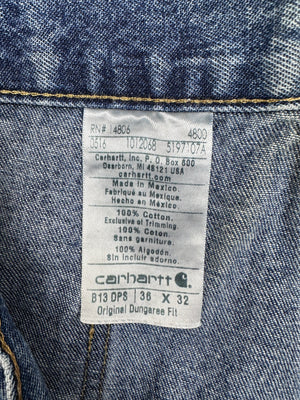 RN# 14806 4800
0516 1012068 5197107A
Carhartt, Inc. P. O. Box 600
Dearborn, MI 48121 USA
carhartt.com
Made in Mexico
Fabriqué au Mexique
Hecho en México
100% Cotton.
Exclusive of Trimming.
100% Coton.
Sans garniture.
100% Algodón.
Sin incluir adorno.
carhartt
B13 DPS | 36 X 32
Original Dungaree Fit